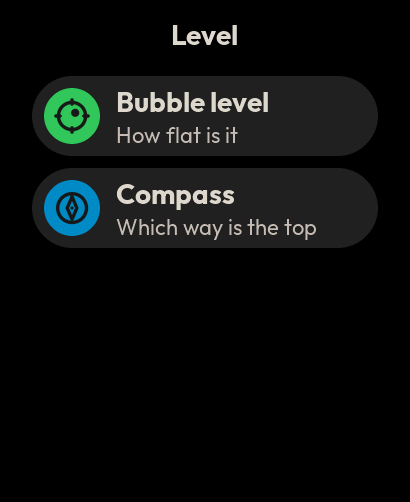 Level
Bubble level
How flat is it
Compass
Which way is the top